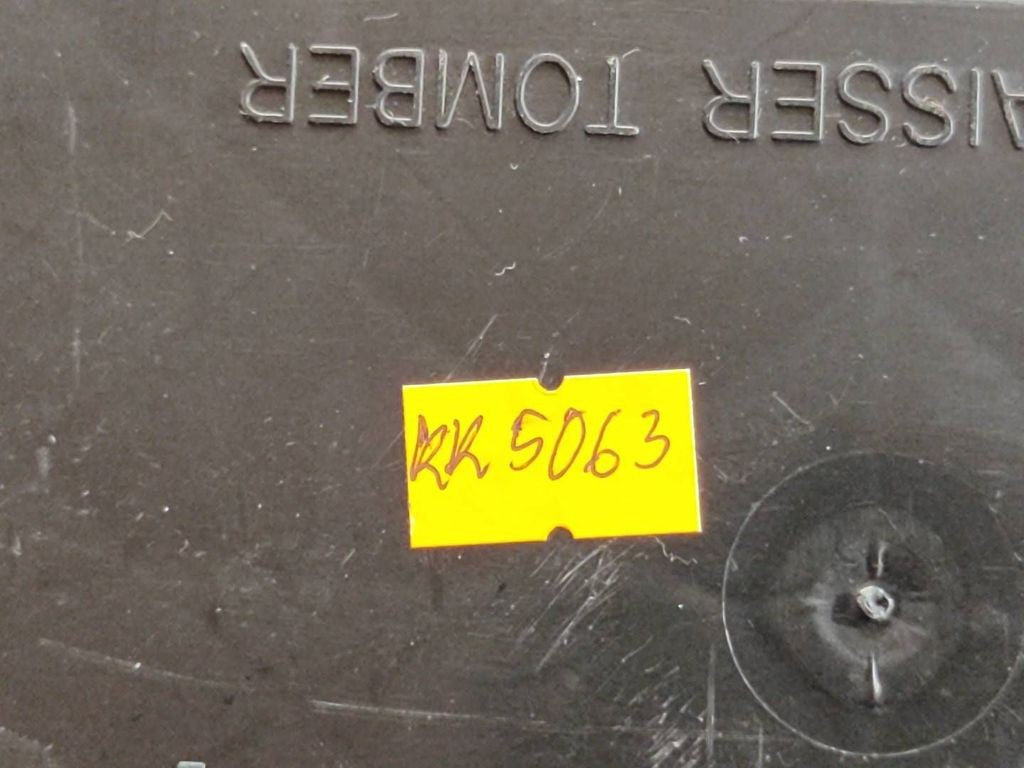 AISSER TOMBER
KK 5063